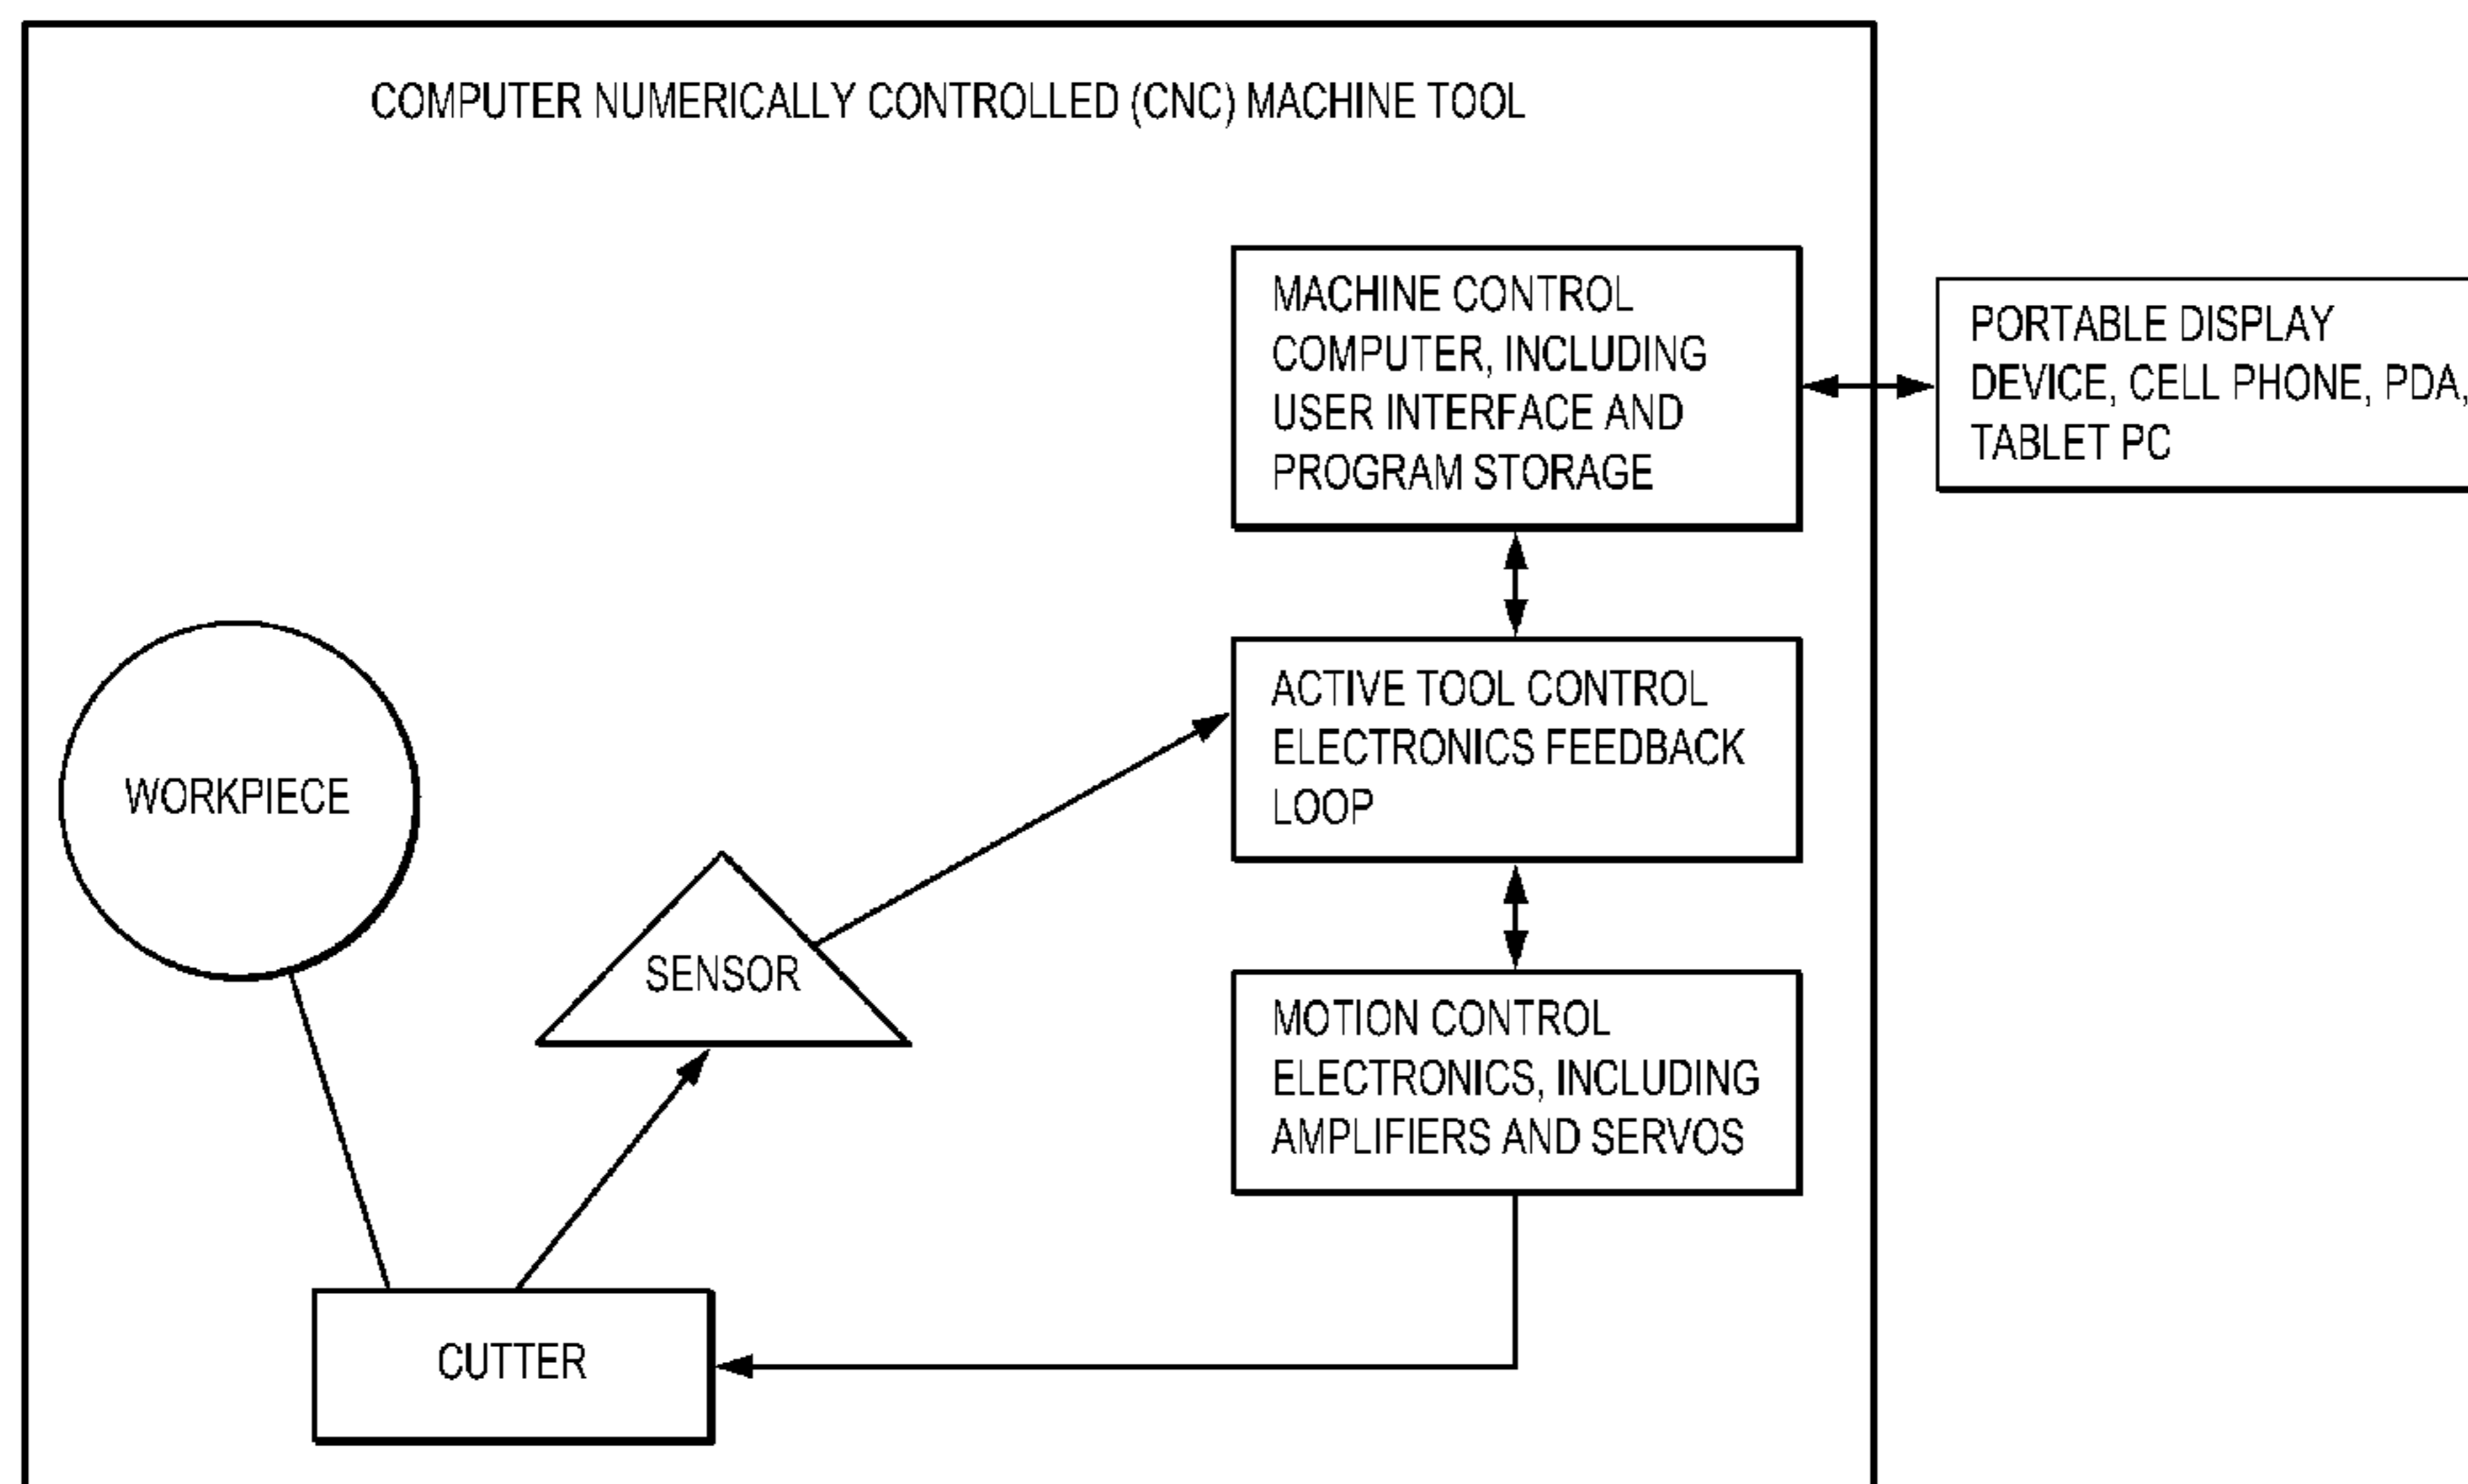 COMPUTER NUMERICALLY CONTROLLED (CNC) MACHINE TOOL
MACHINE CONTROL
COMPUTER, INCLUDING
USER INTERFACE AND
PROGRAM STORAGE
PORTABLE DISPLAY
DEVICE, CELL PHONE, PDA,
TABLET PC
ACTIVE TOOL CONTROL
ELECTRONICS FEEDBACK
LOOP
WORKPIECE
SENSOR
MOTION CONTROL
ELECTRONICS, INCLUDING
AMPLIFIERS AND SERVOS
CUTTER